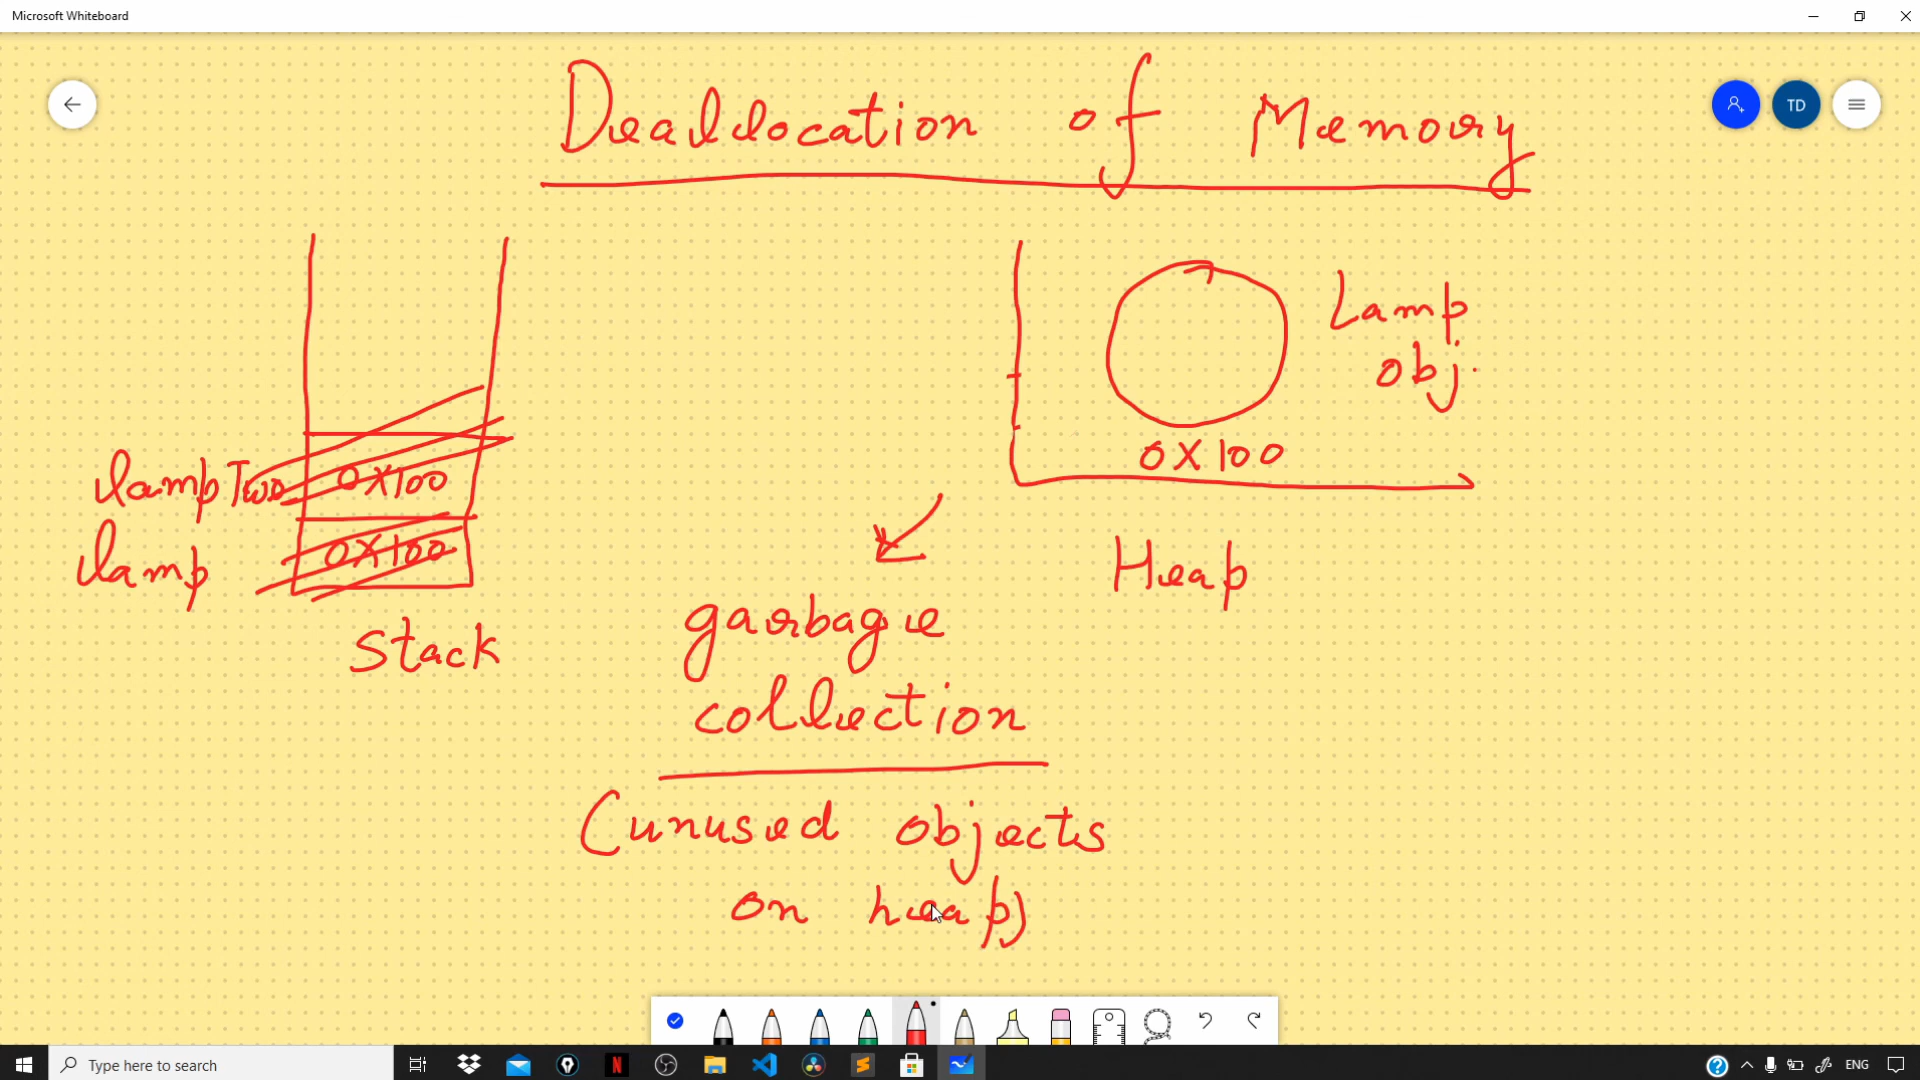 Microsoft Whiteboard
Deallocation of Memory
TD
Lamp
obj.
0X100
lampTwo 0X100
lamp 0X100
Heap
Stack
garbage
collection
(unused objects
on heap)
Type here to search
ENG